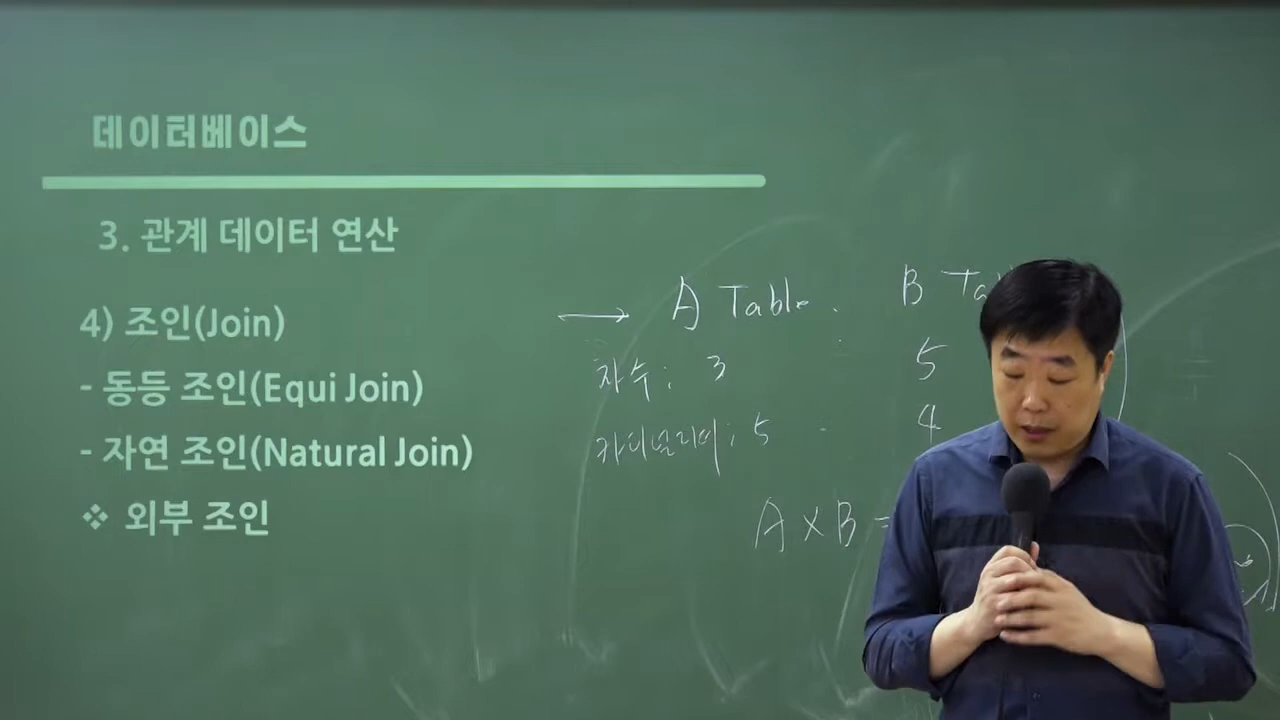 데이터베이스
3. 관계 데이터 연산
4) 조인(Join)
- 동등 조인(Equi Join)
- 자연 조인(Natural Join)
❖ 외부 조인
A Table. B Ta
차수; 3 5
카디널리티; 5 4
A X B =